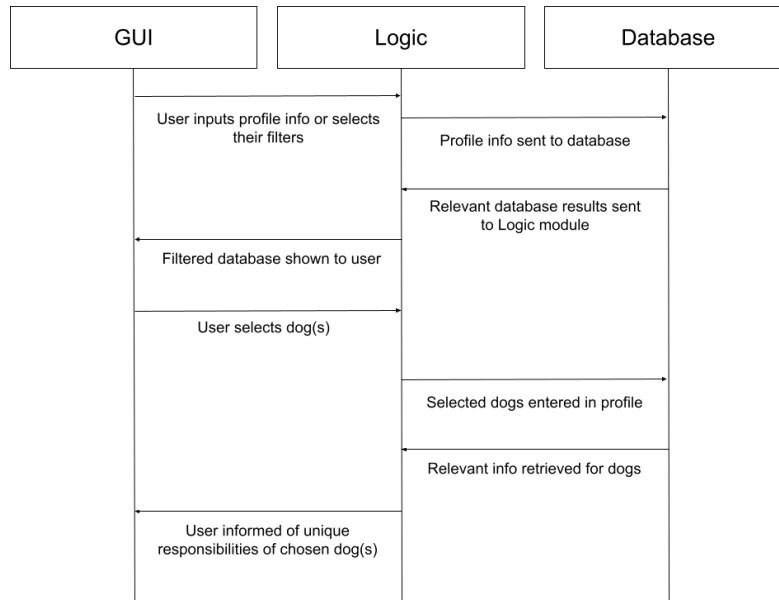 GUI
Logic
Database
User inputs profile info or selects
their filters
Profile info sent to database
Relevant database results sent
to Logic module
Filtered database shown to user
User selects dog(s)
Selected dogs entered in profile
Relevant info retrieved for dogs
User informed of unique
responsibilities of chosen dog(s)